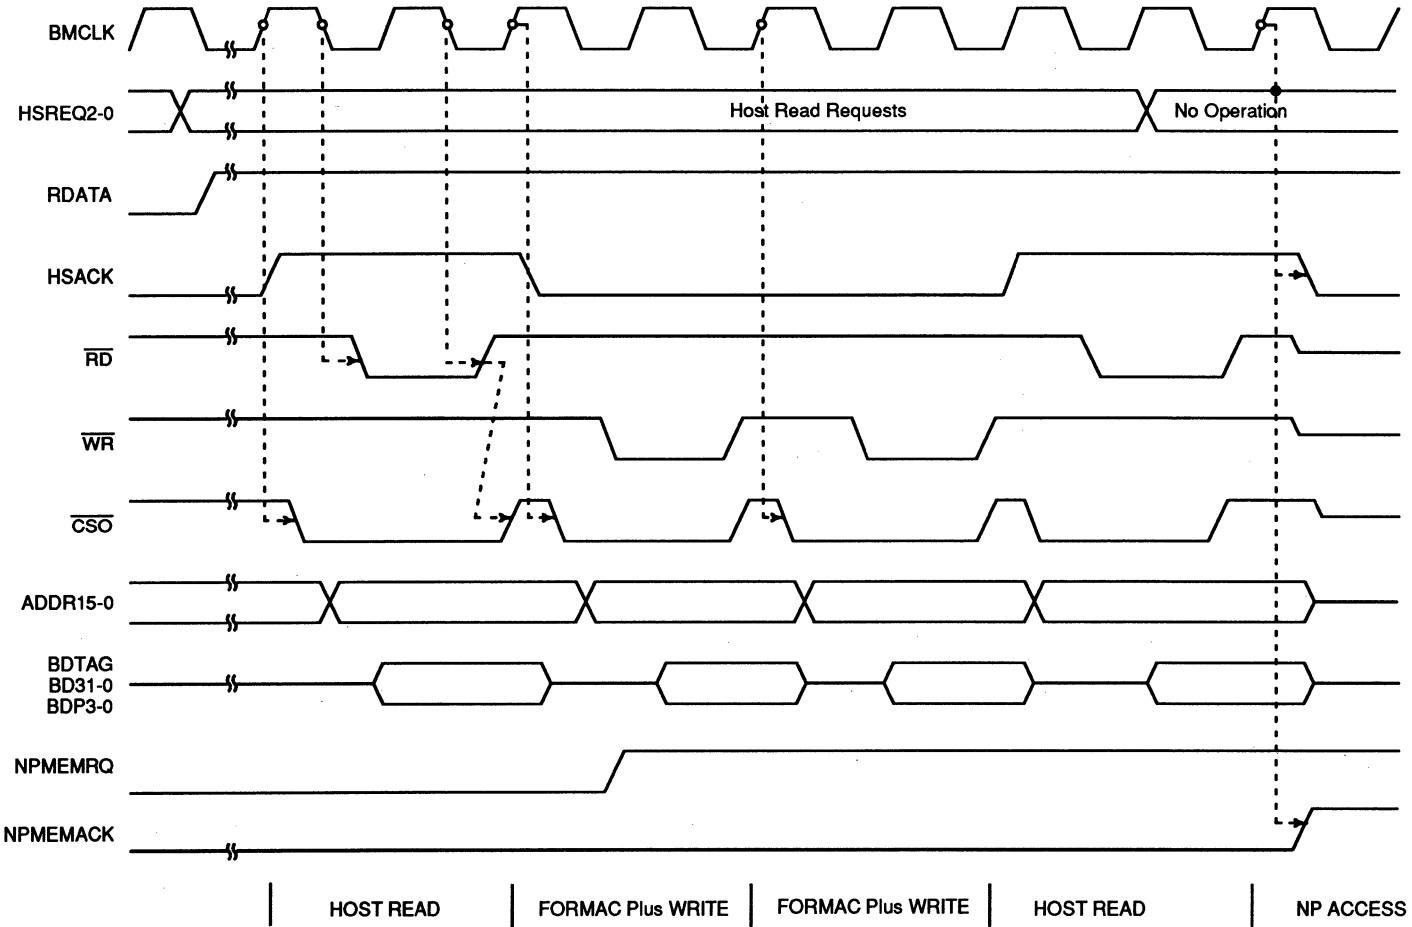 BMCLK
HSREQ2-0
Host Read Requests
No Operation
RDATA
HSACK
RD
WR
CSO
ADDR15-0
BDTAG
BD31-0
BDP3-0
NPMEMRQ
NPMEMACK
HOST READ
FORMAC Plus WRITE
FORMAC Plus WRITE
HOST READ
NP ACCESS